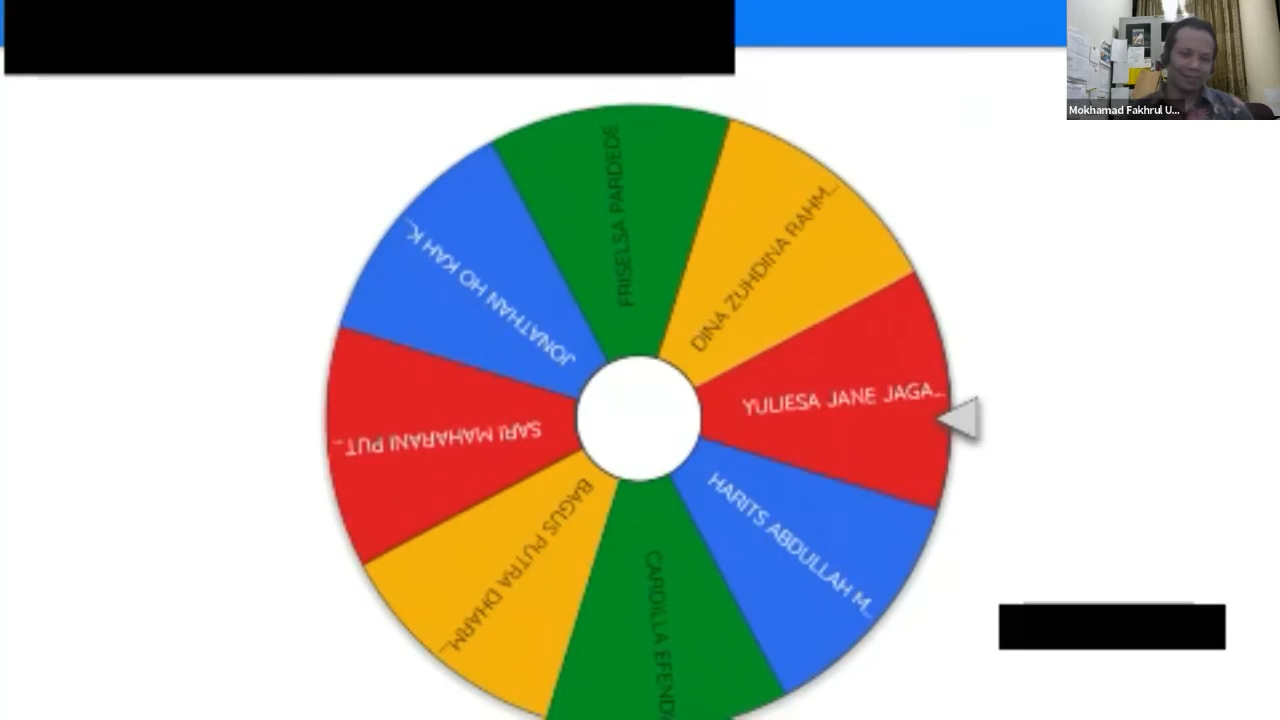 Mokhamad Fakhrul U...
FRISELSA PARDEDE
DINA ZUHDINA RAHM...
YULIESA JANE JAGA...
HARITS ABDULLAH M...
CARDILLA EFEND
BAGUS PUTRA DHARM...
SARI MAHARANI PUT...
JONATHAN HO KAH K...